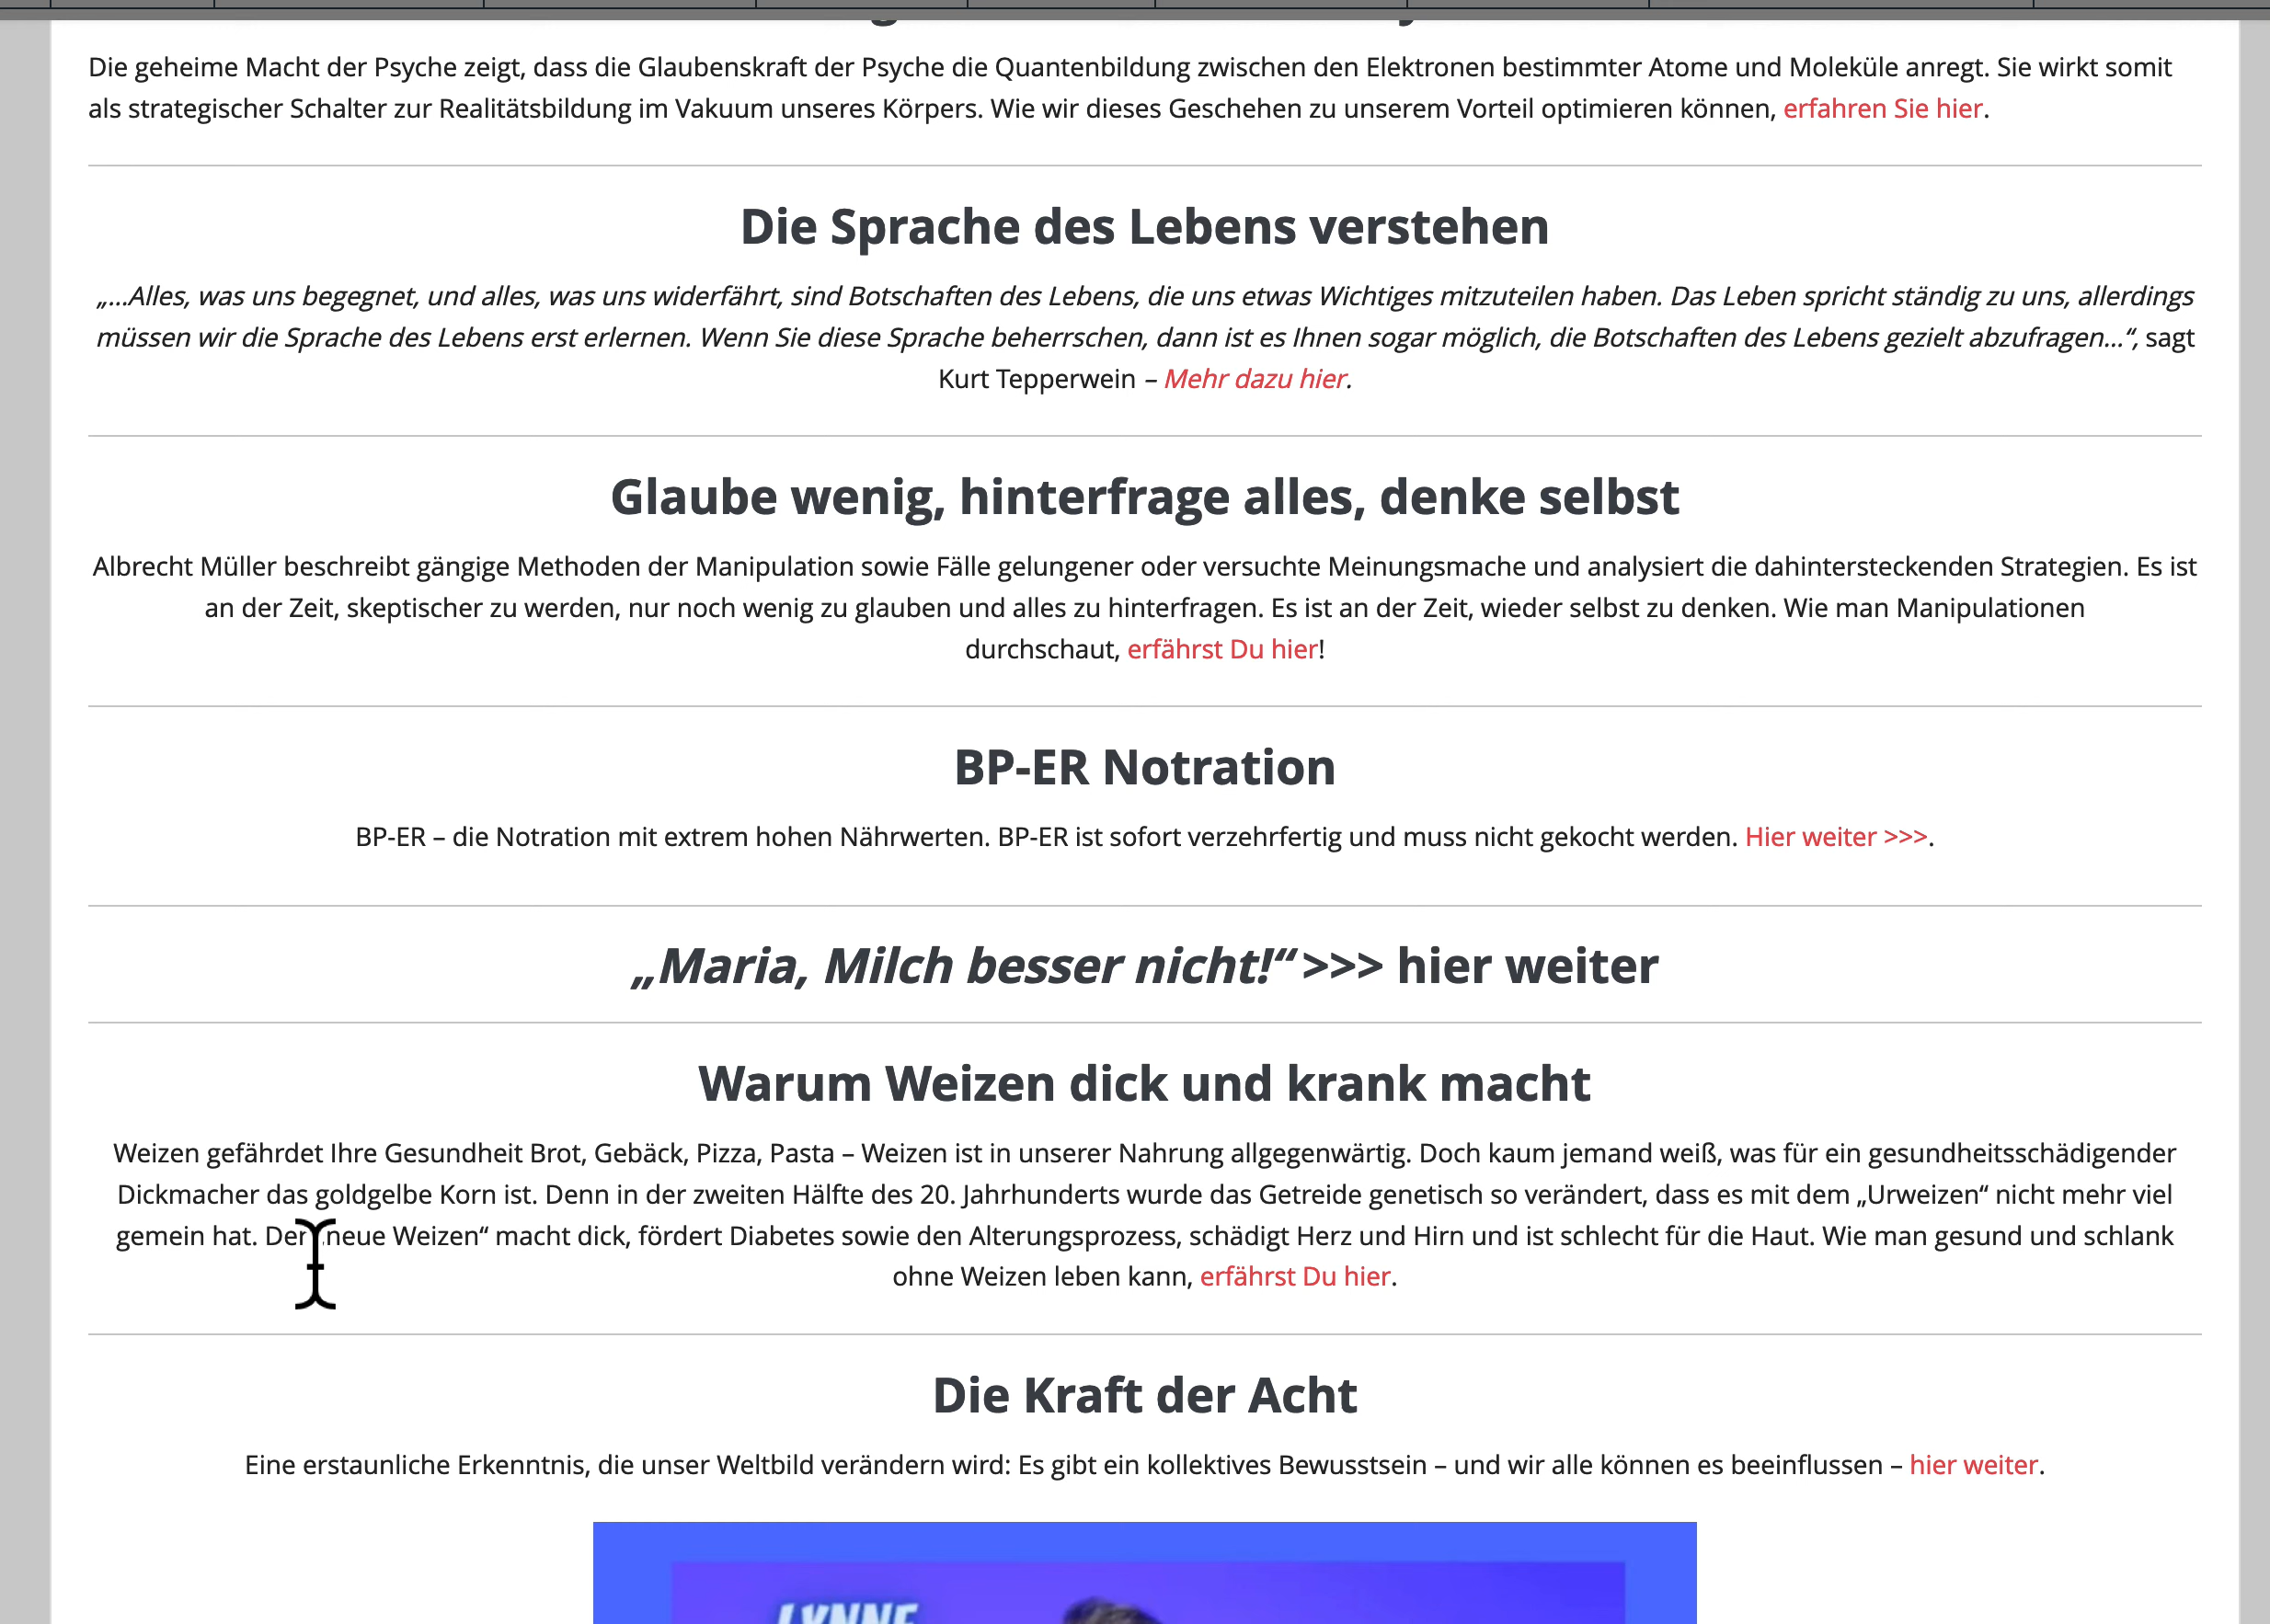 Die geheime Macht der Psyche zeigt, dass die Glaubenskraft der Psyche die Quantenbildung zwischen den Elektronen bestimmter Atome und Moleküle anregt. Sie wirkt somit
als strategischer Schalter zur Realitätsbildung im Vakuum unseres Körpers. Wie wir dieses Geschehen zu unserem Vorteil optimieren können, erfahren Sie hier.
Die Sprache des Lebens verstehen
„…Alles, was uns begegnet, und alles, was uns widerfährt, sind Botschaften des Lebens, die uns etwas Wichtiges mitzuteilen haben. Das Leben spricht ständig zu uns, allerdings
müssen wir die Sprache des Lebens erst erlernen. Wenn Sie diese Sprache beherrschen, dann ist es Ihnen sogar möglich, die Botschaften des Lebens gezielt abzufragen…“, sagt
Kurt Tepperwein – Mehr dazu hier.
Glaube wenig, hinterfrage alles, denke selbst
Albrecht Müller beschreibt gängige Methoden der Manipulation sowie Fälle gelungener oder versuchte Meinungsmache und analysiert die dahintersteckenden Strategien. Es ist
an der Zeit, skeptischer zu werden, nur noch wenig zu glauben und alles zu hinterfragen. Es ist an der Zeit, wieder selbst zu denken. Wie man Manipulationen
durchschaut, erfährst Du hier!
BP-ER Notration
BP-ER – die Notration mit extrem hohen Nährwerten. BP-ER ist sofort verzehrfertig und muss nicht gekocht werden. Hier weiter >>>.
„Maria, Milch besser nicht!“ >>> hier weiter
Warum Weizen dick und krank macht
Weizen gefährdet Ihre Gesundheit Brot, Gebäck, Pizza, Pasta – Weizen ist in unserer Nahrung allgegenwärtig. Doch kaum jemand weiß, was für ein gesundheitsschädigender
Dickmacher das goldgelbe Korn ist. Denn in der zweiten Hälfte des 20. Jahrhunderts wurde das Getreide genetisch so verändert, dass es mit dem „Urweizen“ nicht mehr viel
gemein hat. Der neue Weizen“ macht dick, fördert Diabetes sowie den Alterungsprozess, schädigt Herz und Hirn und ist schlecht für die Haut. Wie man gesund und schlank
ohne Weizen leben kann, erfährst Du hier.
Die Kraft der Acht
Eine erstaunliche Erkenntnis, die unser Weltbild verändern wird: Es gibt ein kollektives Bewusstsein – und wir alle können es beeinflussen – hier weiter.
LYNNE